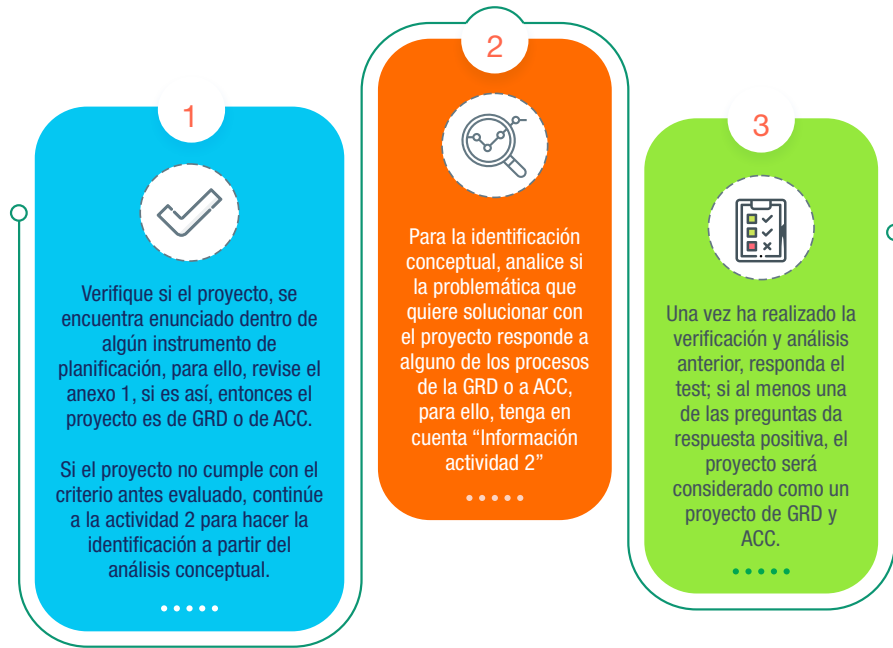 1
Verifique si el proyecto, se
encuentra enunciado dentro de
algún instrumento de
planificación, para ello, revise el
anexo 1, si es así, entonces el
proyecto es de GRD o de ACC.
Si el proyecto no cumple con el
criterio antes evaluado, continúe
a la actividad 2 para hacer la
identificación a partir del
análisis conceptual.
2
Para la identificación
conceptual, analice si
la problemática que
quiere solucionar con
el proyecto responde a
alguno de los procesos
de la GRD o a ACC,
para ello, tenga en
cuenta “Información
actividad 2”
3
Una vez ha realizado la
verificación y análisis
anterior, responda el
test; si al menos una
de las preguntas da
respuesta positiva, el
proyecto será
considerado como un
proyecto de GRD y
ACC.